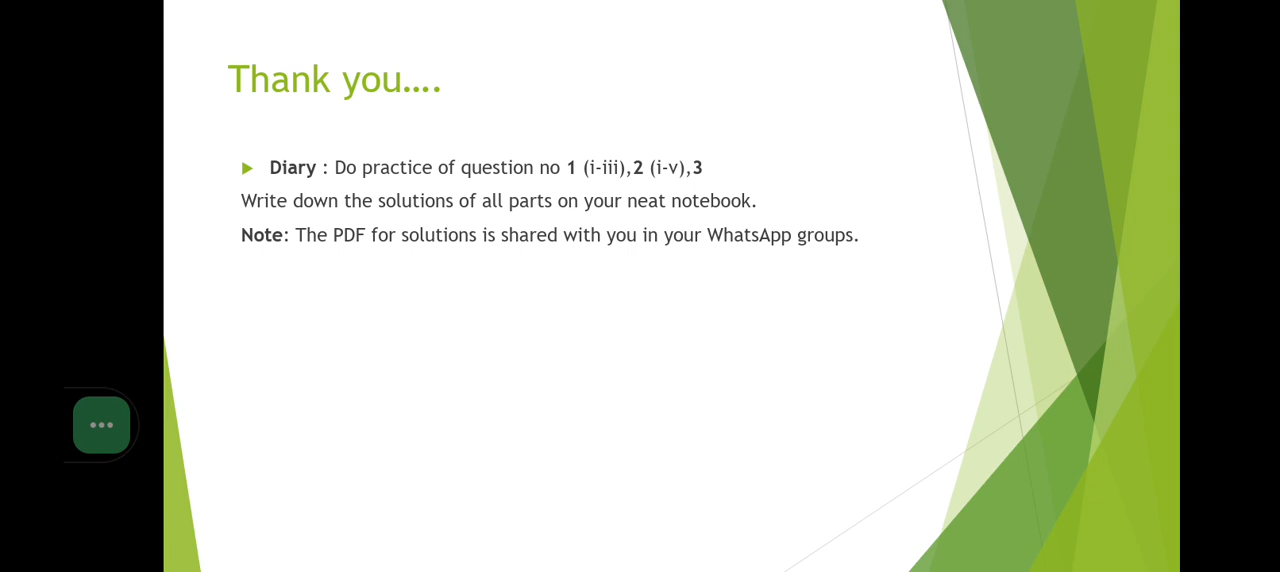 Thank you....
Diary : Do practice of question no 1 (i-iii),2 (i-v),3
Write down the solutions of all parts on your neat notebook.
Note: The PDF for solutions is shared with you in your WhatsApp groups.